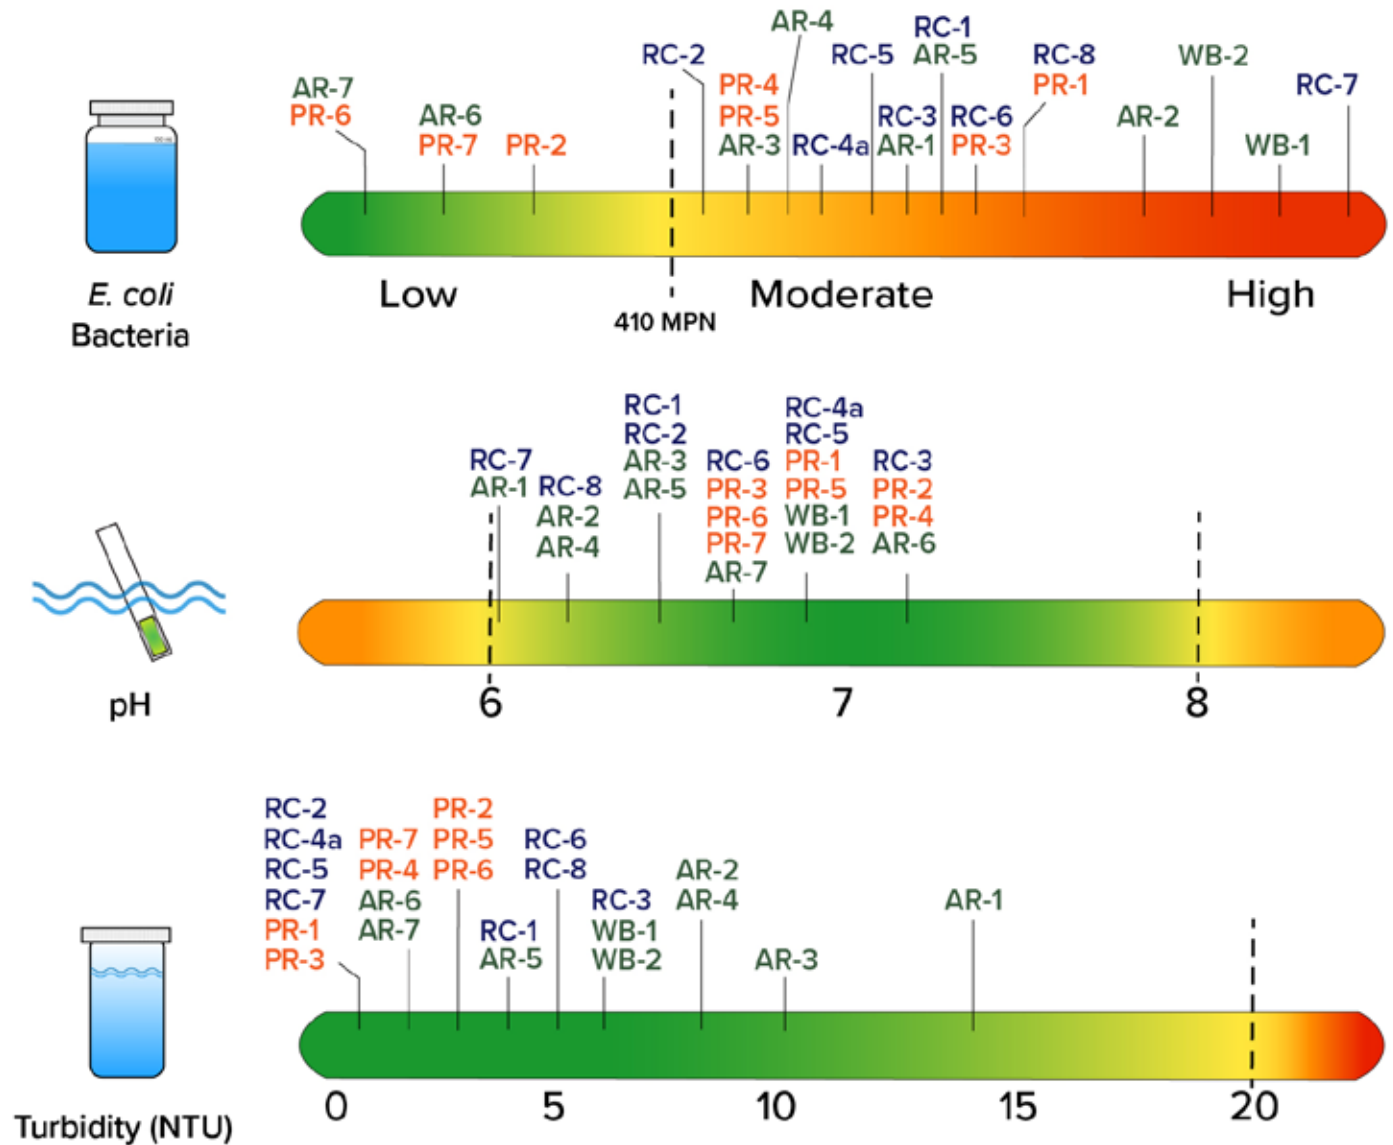 AR-4
RC-1
RC-2
RC-5
AR-5
RC-8
WB-2
AR-7
PR-6
PR-4
PR-1
RC-7
AR-6
PR-5
RC-3
RC-6
AR-2
PR-7
PR-2
AR-3
RC-4a
AR-1
PR-3
WB-1
E. coli
Bacteria
Low
Moderate
High
410 MPN
RC-1
RC-4a
RC-2
RC-5
RC-7
AR-3
RC-6
PR-1
RC-3
AR-1
RC-8
AR-5
PR-3
PR-5
PR-2
AR-2
PR-6
WB-1
PR-4
AR-4
PR-7
WB-2
AR-6
AR-7
pH
6
7
8
RC-2
PR-2
RC-4a
PR-7
PR-5
RC-6
RC-5
PR-4
PR-6
RC-8
AR-2
RC-7
AR-6
RC-3
AR-4
AR-1
PR-1
AR-7
RC-1
WB-1
PR-3
AR-5
WB-2
AR-3
Turbidity (NTU)
0
5
10
15
20